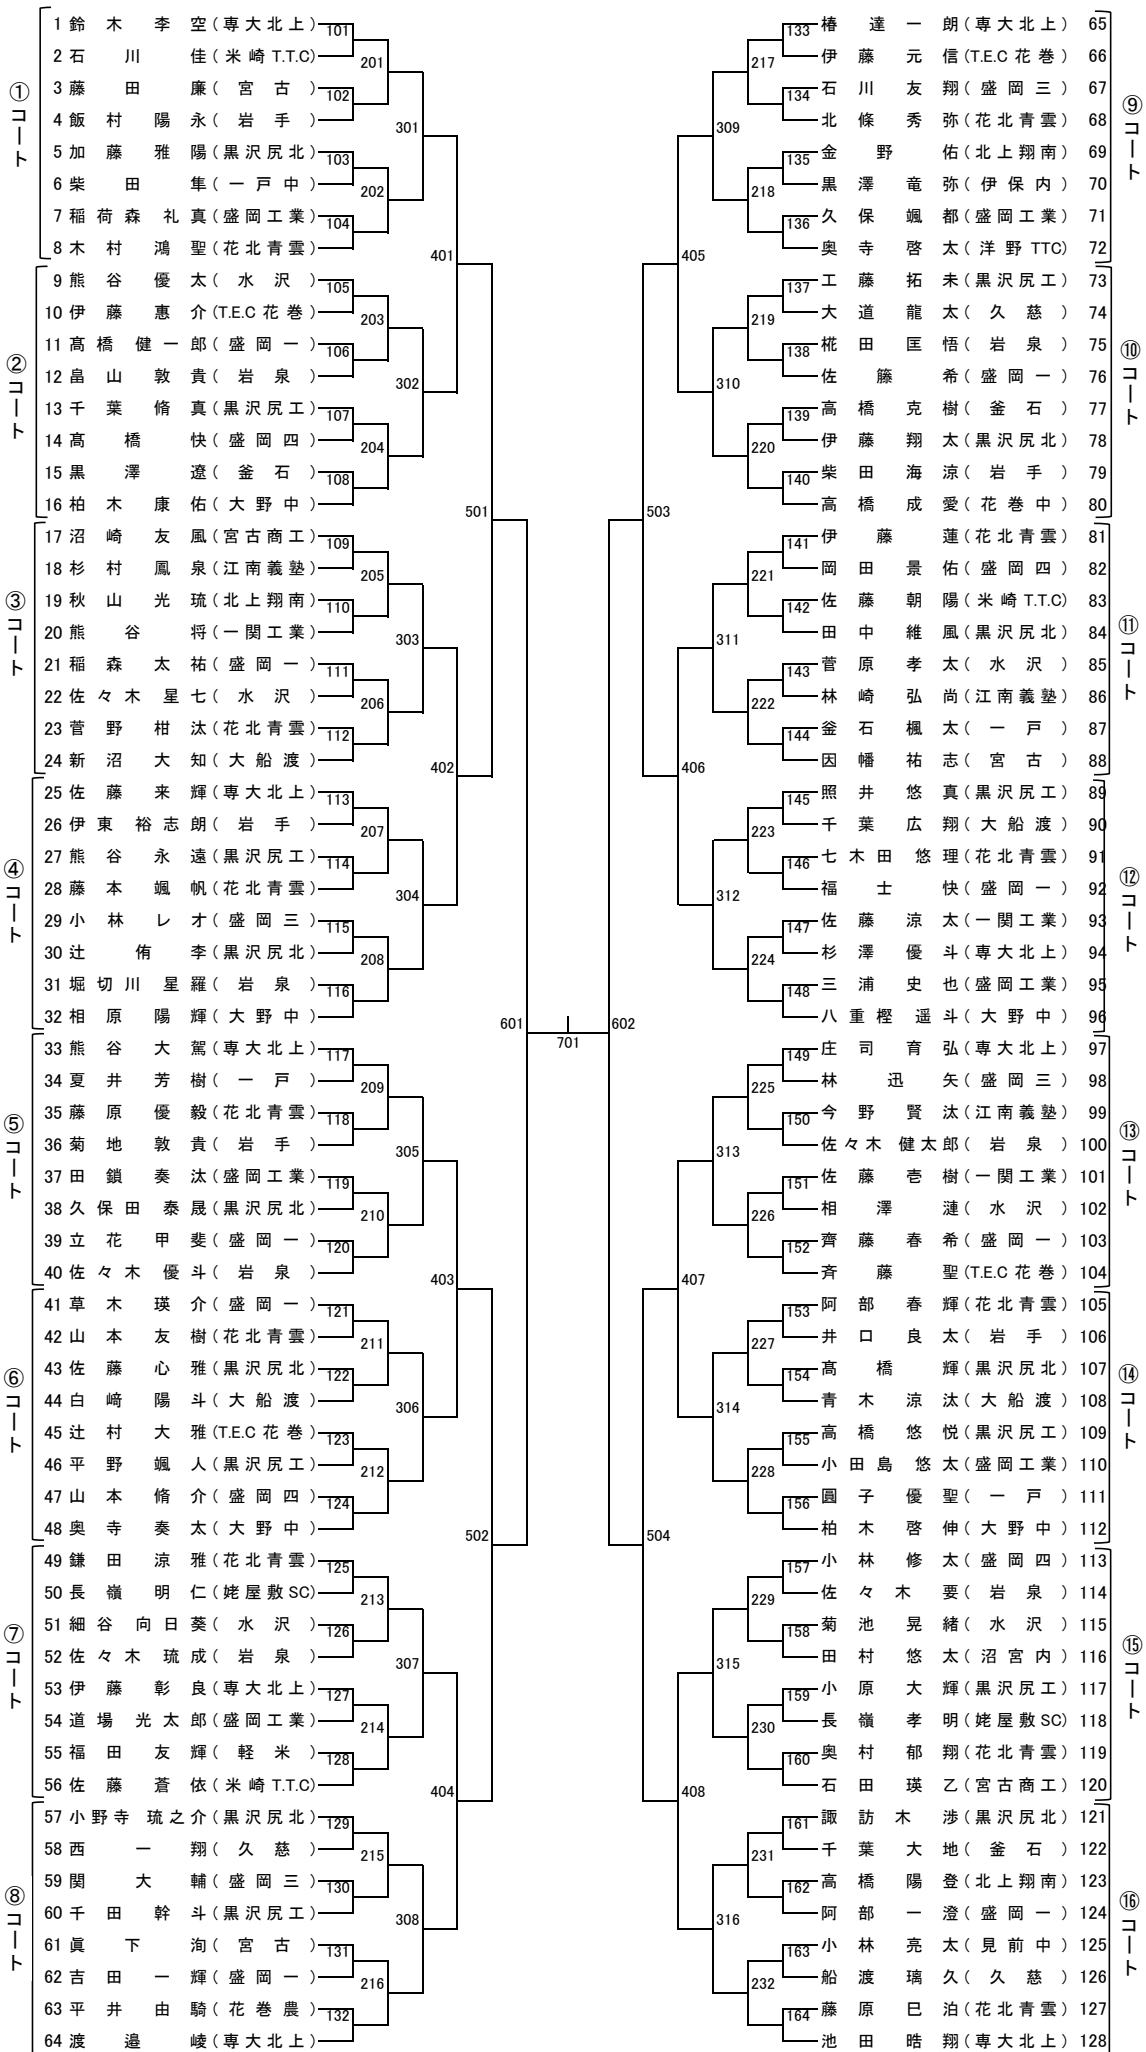 ①コート
1 鈴木 李空 (専大北上)
101
2 石川 佳 (米崎T.T.C)
201
3 藤田 廉 (宮古)
102
4 飯村 陽永 (岩手)
301
5 加藤 雅陽 (黒沢尻北)
103
6 柴田 隼 (一戸中)
202
7 稲荷森 礼真 (盛岡工業)
104
8 木村 鴻聖 (花北青雲)
401
②コート
9 熊谷 優太 (水沢)
105
10 伊藤 惠介 (T.E.C花巻)
203
11 髙橋 健一郎 (盛岡一)
106
12 畠山 敦貴 (岩泉)
302
13 千葉 脩真 (黒沢尻工)
107
14 髙橋 快 (盛岡四)
204
15 黒澤 遼 (釜石)
108
16 柏木 康佑 (大野中)
501
③コート
17 沼崎 友風 (宮古商工)
109
18 杉村 鳳泉 (江南義塾)
205
19 秋山 光琉 (北上翔南)
110
20 熊谷 将 (一関工業)
303
21 稲森 太祐 (盛岡一)
111
22 佐々木 星七 (水沢)
206
23 菅野 柑汰 (花北青雲)
112
24 新沼 大知 (大船渡)
402
④コート
25 佐藤 来輝 (専大北上)
113
26 伊東 裕志朗 (岩手)
207
27 熊谷 永遠 (黒沢尻工)
114
28 藤本 颯帆 (花北青雲)
304
29 小林 レオ (盛岡三)
115
30 辻 侑李 (黒沢尻北)
208
31 堀切川 星羅 (岩泉)
116
32 相原 陽輝 (大野中)
601
⑤コート
33 熊谷 大駕 (専大北上)
117
34 夏井 芳樹 (一戸)
209
35 藤原 優毅 (花北青雲)
118
36 菊地 敦貴 (岩手)
305
37 田鎖 奏汰 (盛岡工業)
119
38 久保田 泰晟 (黒沢尻北)
210
39 立花 甲斐 (盛岡一)
120
40 佐々木 優斗 (岩泉)
403
⑥コート
41 草木 瑛介 (盛岡一)
121
42 山本 友樹 (花北青雲)
211
43 佐藤 心雅 (黒沢尻北)
122
44 白﨑 陽斗 (大船渡)
306
45 辻村 大雅 (T.E.C花巻)
123
46 平野 颯人 (黒沢尻工)
212
47 山本 脩介 (盛岡四)
124
48 奥寺 奏太 (大野中)
502
⑦コート
49 鎌田 涼雅 (花北青雲)
125
50 長嶺 明仁 (姥屋敷SC)
213
51 細谷 向日葵 (水沢)
126
52 佐々木 琉成 (岩泉)
307
53 伊藤 彰良 (専大北上)
127
54 道場 光太郎 (盛岡工業)
214
55 福田 友輝 (軽米)
128
56 佐藤 蒼依 (米崎T.T.C)
404
⑧コート
57 小野寺 琉之介 (黒沢尻北)
129
58 西 一翔 (久慈)
215
59 関 大輔 (盛岡三)
130
60 千田 幹斗 (黒沢尻工)
308
61 眞下 洵 (宮古)
131
62 吉田 一輝 (盛岡一)
216
63 平井 由騎 (花巻農)
132
64 渡邉 崚 (専大北上)
701
⑨コート
椿 達一朗 (専大北上) 65
133
伊藤 元信 (T.E.C花巻) 66
217
石川 友翔 (盛岡三) 67
134
北條 秀弥 (花北青雲) 68
309
金野 佑 (北上翔南) 69
135
黒澤 竜弥 (伊保内) 70
218
久保 颯都 (盛岡工業) 71
136
奥寺 啓太 (洋野TTC) 72
405
⑩コート
工藤 拓未 (黒沢尻工) 73
137
大道 龍太 (久慈) 74
219
椛田 匡悟 (岩泉) 75
138
佐藤 希 (盛岡一) 76
310
高橋 克樹 (釜石) 77
139
伊藤 翔太 (黒沢尻北) 78
220
柴田 海涼 (岩手) 79
140
高橋 成愛 (花巻中) 80
503
⑪コート
伊藤 蓮 (花北青雲) 81
141
岡田 景佑 (盛岡四) 82
221
佐藤 朝陽 (米崎T.T.C) 83
142
田中 維風 (黒沢尻北) 84
311
菅原 孝太 (水沢) 85
143
林崎 弘尚 (江南義塾) 86
222
釜石 楓太 (一戸) 87
144
因幡 祐志 (宮古) 88
406
⑫コート
照井 悠真 (黒沢尻工) 89
145
千葉 広翔 (大船渡) 90
223
七木田 悠理 (花北青雲) 91
146
福士 快 (盛岡一) 92
312
佐藤 涼太 (一関工業) 93
147
杉澤 優斗 (専大北上) 94
224
三浦 史也 (盛岡工業) 95
148
八重樫 遥斗 (大野中) 96
602
⑬コート
庄司 育弘 (専大北上) 97
149
林 迅矢 (盛岡三) 98
225
今野 賢汰 (江南義塾) 99
150
佐々木 健太郎 (岩泉) 100
313
佐藤 壱樹 (一関工業) 101
151
相澤 漣 (水沢) 102
226
齊藤 春希 (盛岡一) 103
152
斉藤 聖 (T.E.C花巻) 104
407
⑭コート
阿部 春輝 (花北青雲) 105
153
井口 良太 (岩手) 106
227
髙橋 輝 (黒沢尻北) 107
154
青木 涼汰 (大船渡) 108
314
高橋 悠悦 (黒沢尻工) 109
155
小田島 悠太 (盛岡工業) 110
228
圓子 優聖 (一戸) 111
156
柏木 啓伸 (大野中) 112
504
⑮コート
小林 修太 (盛岡四) 113
157
佐々木 要 (岩泉) 114
229
菊池 晃緒 (水沢) 115
158
田村 悠太 (沼宮内) 116
315
小原 大輝 (黒沢尻工) 117
159
長嶺 孝明 (姥屋敷SC) 118
230
奥村 郁翔 (花北青雲) 119
160
石田 瑛乙 (宮古商工) 120
408
⑯コート
諏訪木 渉 (黒沢尻北) 121
161
千葉 大地 (釜石) 122
231
高橋 陽登 (北上翔南) 123
162
阿部 一澄 (盛岡一) 124
316
小林 亮太 (見前中) 125
163
船渡 璃久 (久慈) 126
232
藤原 巳泊 (花北青雲) 127
164
池田 晧翔 (専大北上) 128